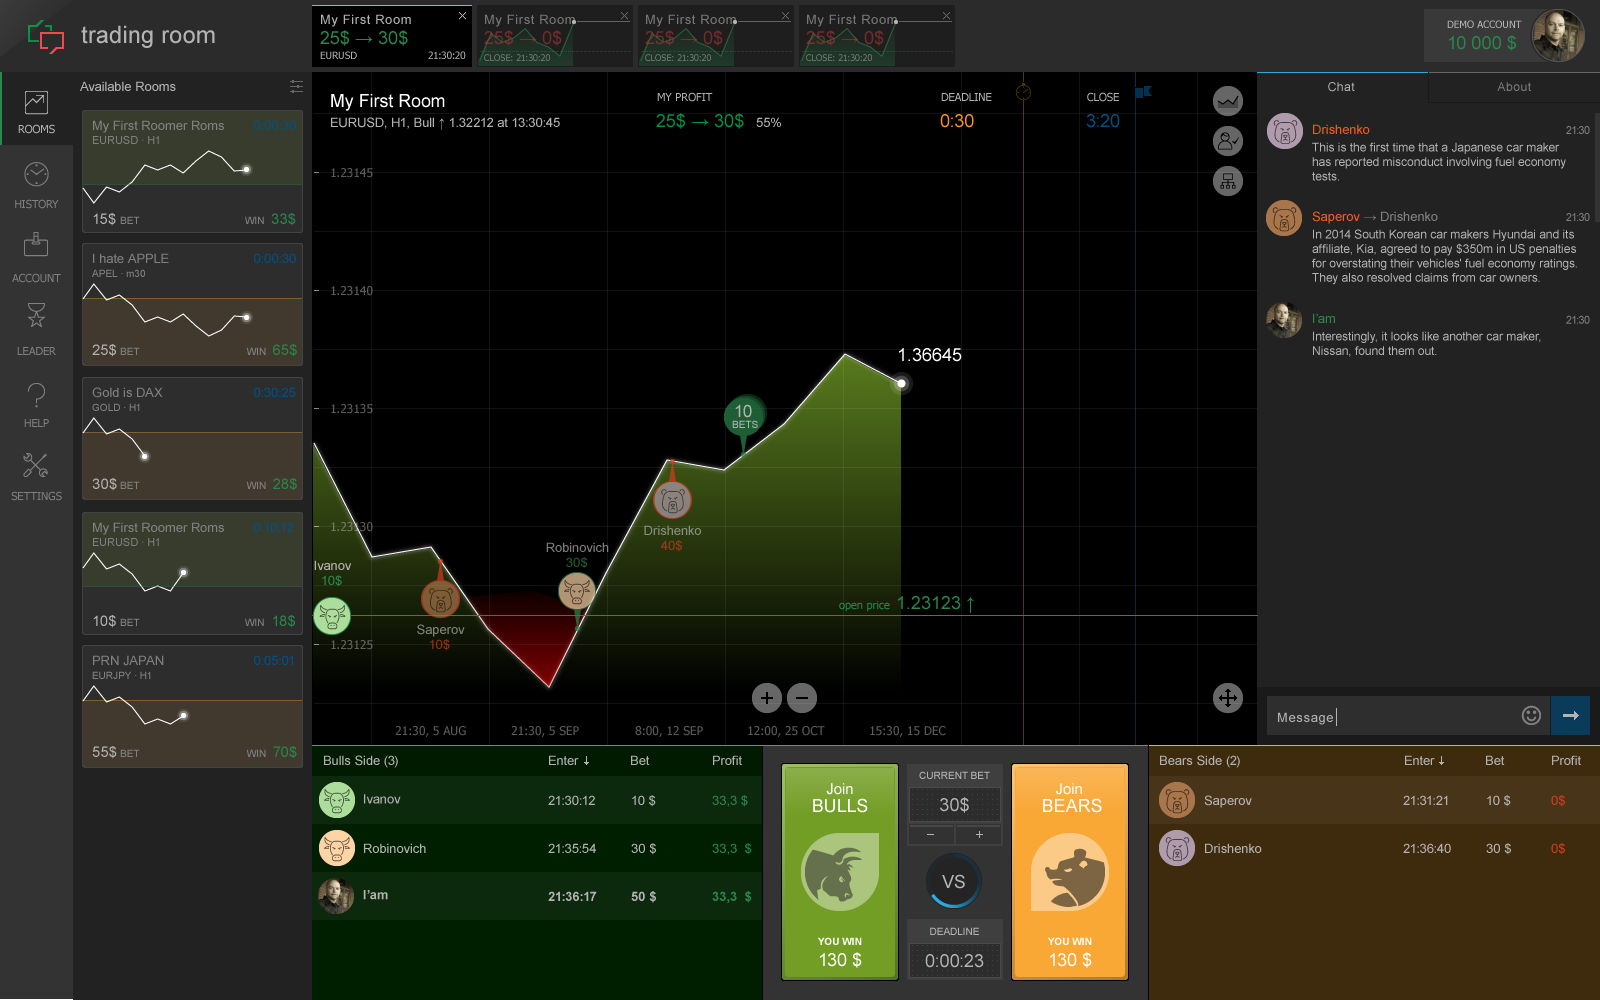 trading room
My First Room
25$ → 30$
EURUSD 21:30:20
My First Room
25$ → 0$
CLOSE: 21:30:20
My First Room
25$ → 0$
CLOSE: 21:30:20
My First Room
25$ → 0$
CLOSE: 21:30:20
DEMO ACCOUNT
10 000 $
ROOMS
HISTORY
ACCOUNT
LEADER
HELP
SETTINGS
Available Rooms
My First Roomer Roms
EURUSD · H1
15$ BET WIN 33$
I hate APPLE 0:00:30
APEL · m30
25$ BET WIN 65$
Gold is DAX 0:30:25
GOLD · H1
30$ BET WIN 28$
My First Roomer Roms
EURUSD · H1
10$ BET WIN 18$
PRN JAPAN 0:05:01
EURJPY · H1
55$ BET WIN 70$
My First Room
EURUSD, H1, Bull ↑ 1.32212 at 13:30:45
MY PROFIT
25$ → 30$ 55%
DEADLINE
0:30
CLOSE
3:20
1.23145
1.23140
1.23135
1.23130
1.23125
1.36645
10
BETS
Drishenko
40$
Robinovich
30$
Ivanov
10$
Saperov
10$
open price 1.23123 ↑
21:30, 5 AUG
21:30, 5 SEP
8:00, 12 SEP
12:00, 25 OCT
15:30, 15 DEC
Chat
About
Drishenko 21:30
This is the first time that a Japanese car maker
has reported misconduct involving fuel economy
tests.
Saperov → Drishenko 21:30
In 2014 South Korean car makers Hyundai and its
affiliate, Kia, agreed to pay $350m in US penalties
for overstating their vehicles' fuel economy ratings.
They also resolved claims from car owners.
I'am 21:30
Interestingly, it looks like another car maker,
Nissan, found them out.
Message
Bulls Side (3) Enter ↓ Bet Profit
Ivanov 21:30:12 10 $ 33,3 $
Robinovich 21:35:54 30 $ 33,3 $
I'am 21:36:17 50 $ 33,3 $
Join
BULLS
YOU WIN
130 $
CURRENT BET
30$
− +
VS
DEADLINE
0:00:23
Join
BEARS
YOU WIN
130 $
Bears Side (2) Enter ↓ Bet Profit
Saperov 21:31:21 10 $ 0$
Drishenko 21:36:40 30 $ 0$